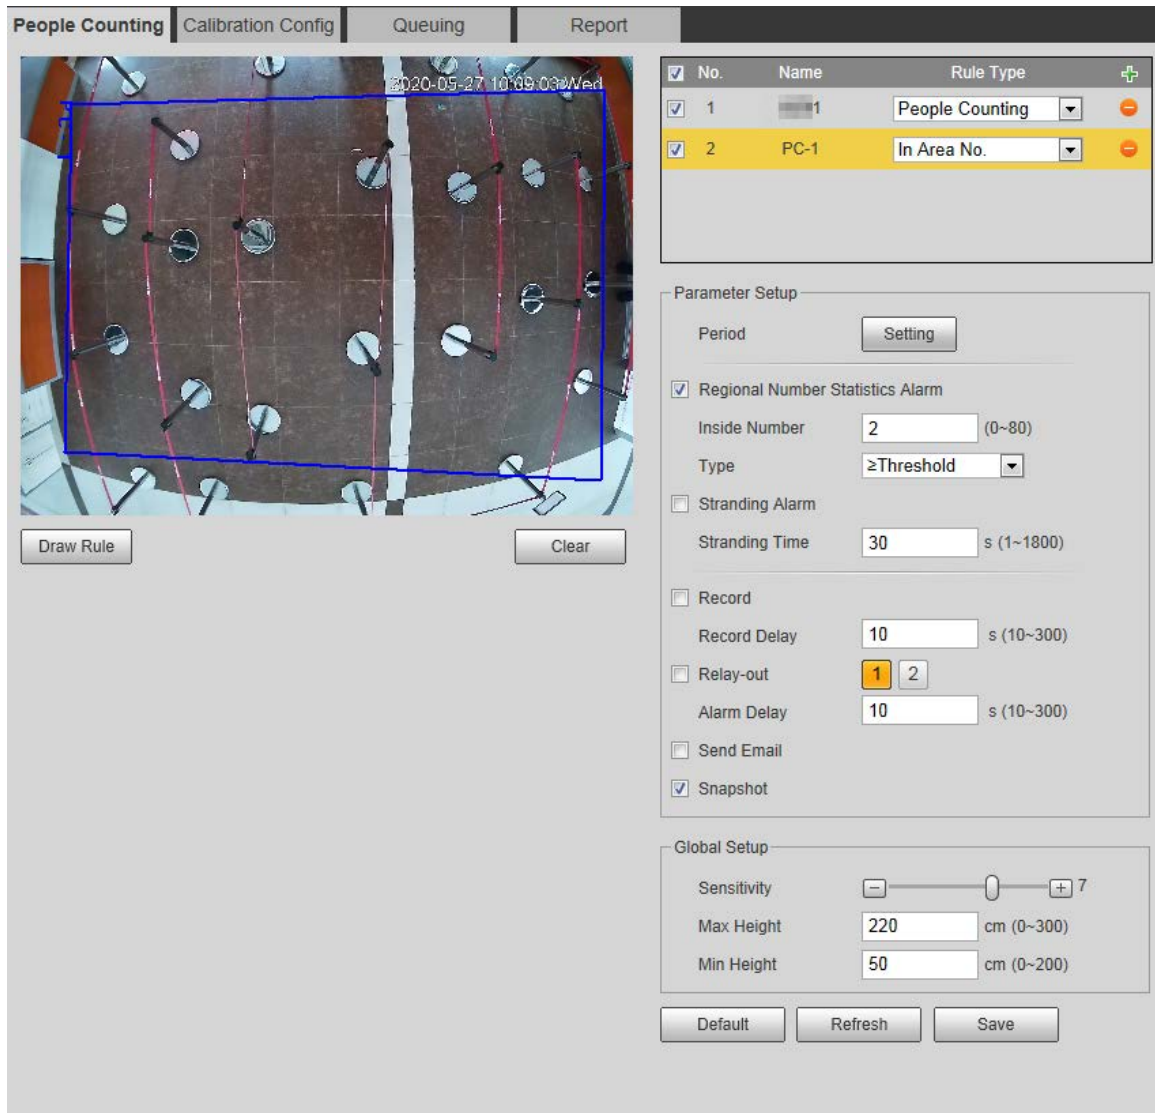 People Counting Calibration Config Queuing Report
2020-05-27 10:09:03 Wed
No. Name Rule Type
1 1 People Counting
2 PC-1 In Area No.
Draw Rule Clear
Parameter Setup
Period Setting
Regional Number Statistics Alarm
Inside Number 2 (0~80)
Type ≥Threshold
Stranding Alarm
Stranding Time 30 s (1~1800)
Record
Record Delay 10 s (10~300)
Relay-out 1 2
Alarm Delay 10 s (10~300)
Send Email
Snapshot
Global Setup
Sensitivity 7
Max Height 220 cm (0~300)
Min Height 50 cm (0~200)
Default Refresh Save